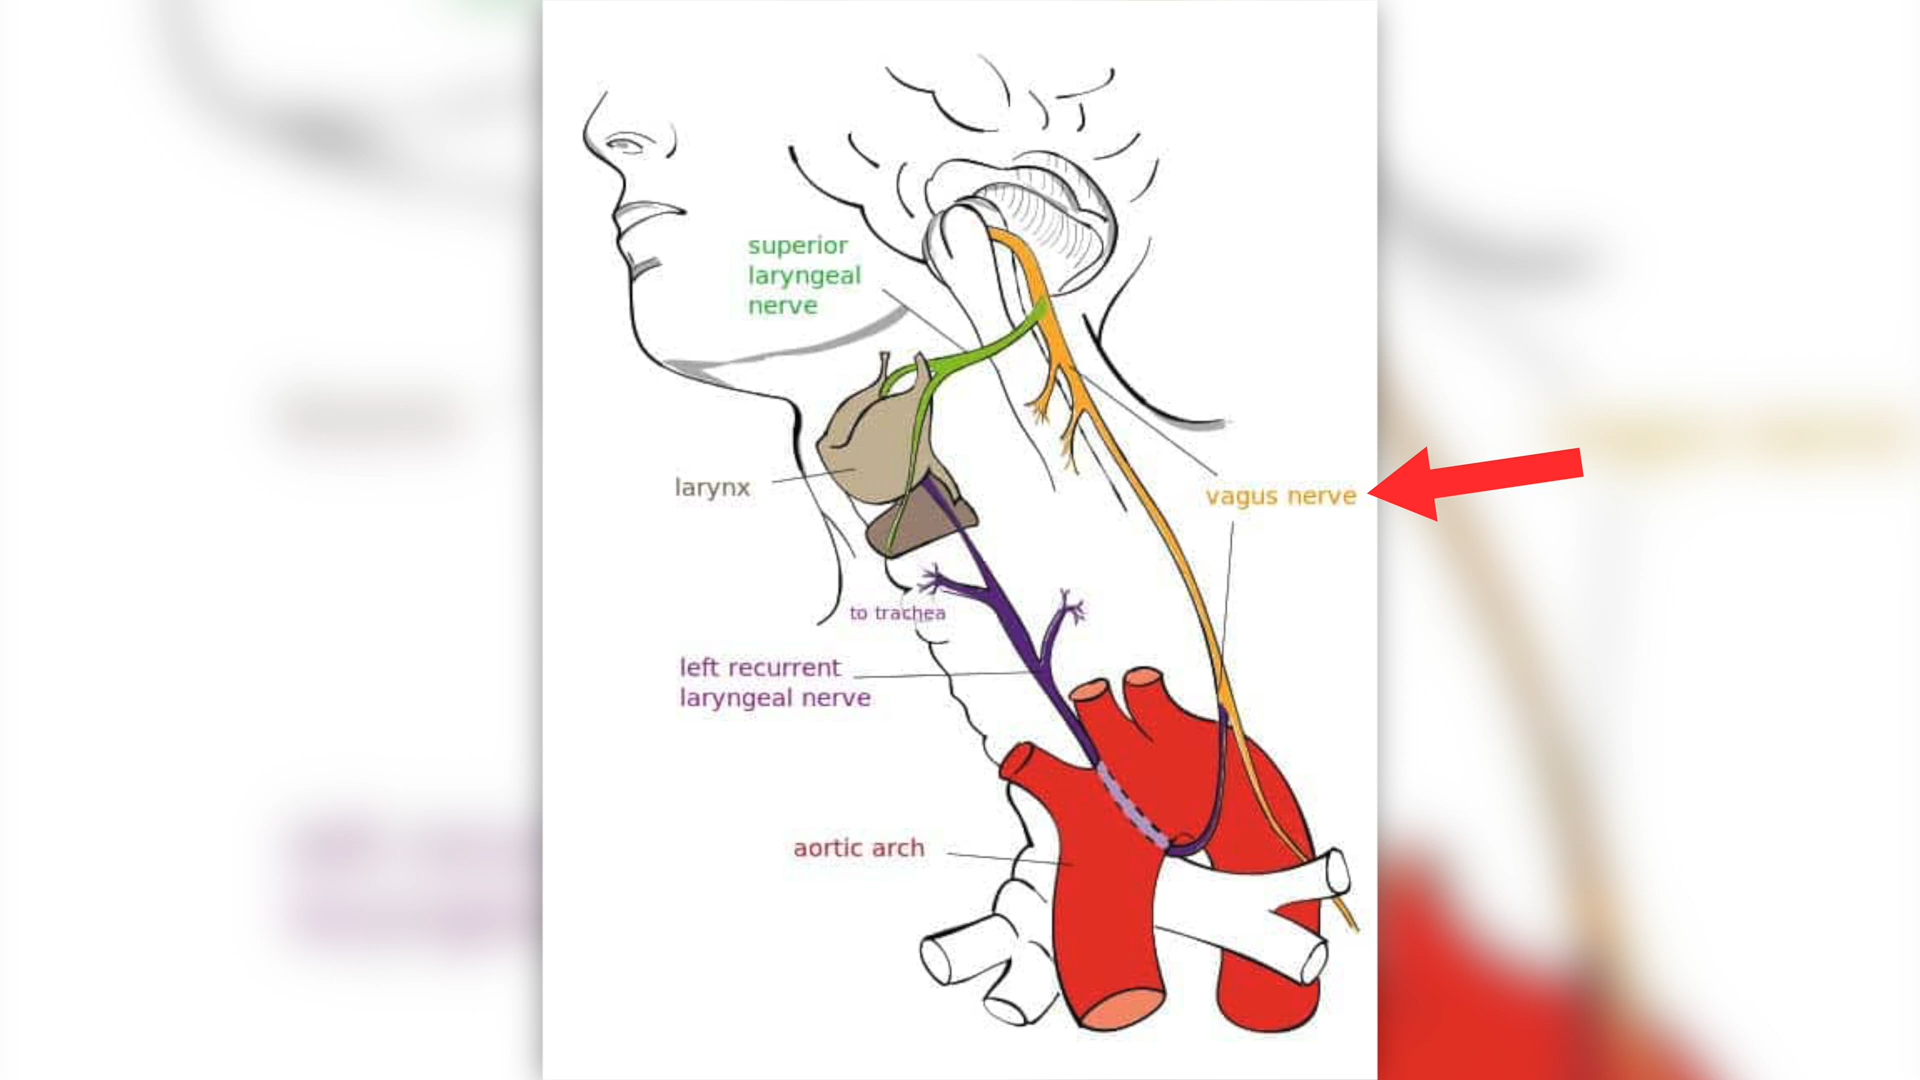 superior
laryngeal
nerve
larynx
vagus nerve
to trachea
left recurrent
laryngeal nerve
aortic arch